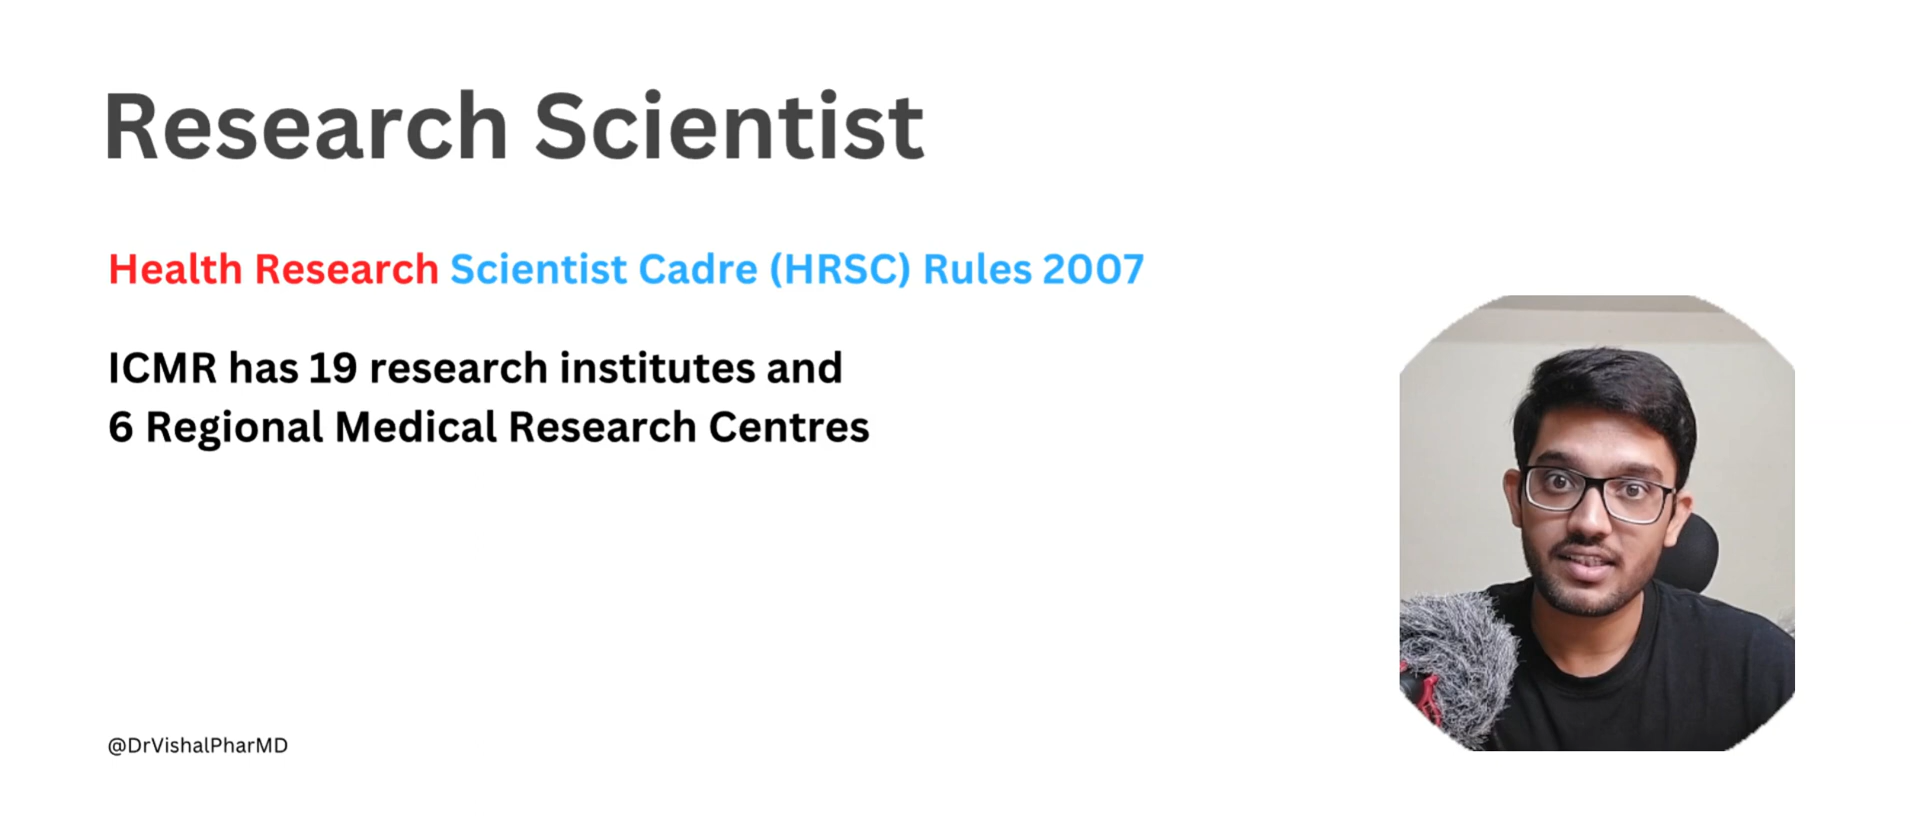 Research Scientist
Health Research Scientist Cadre (HRSC) Rules 2007
ICMR has 19 research institutes and
6 Regional Medical Research Centres
@DrVishalPharMD